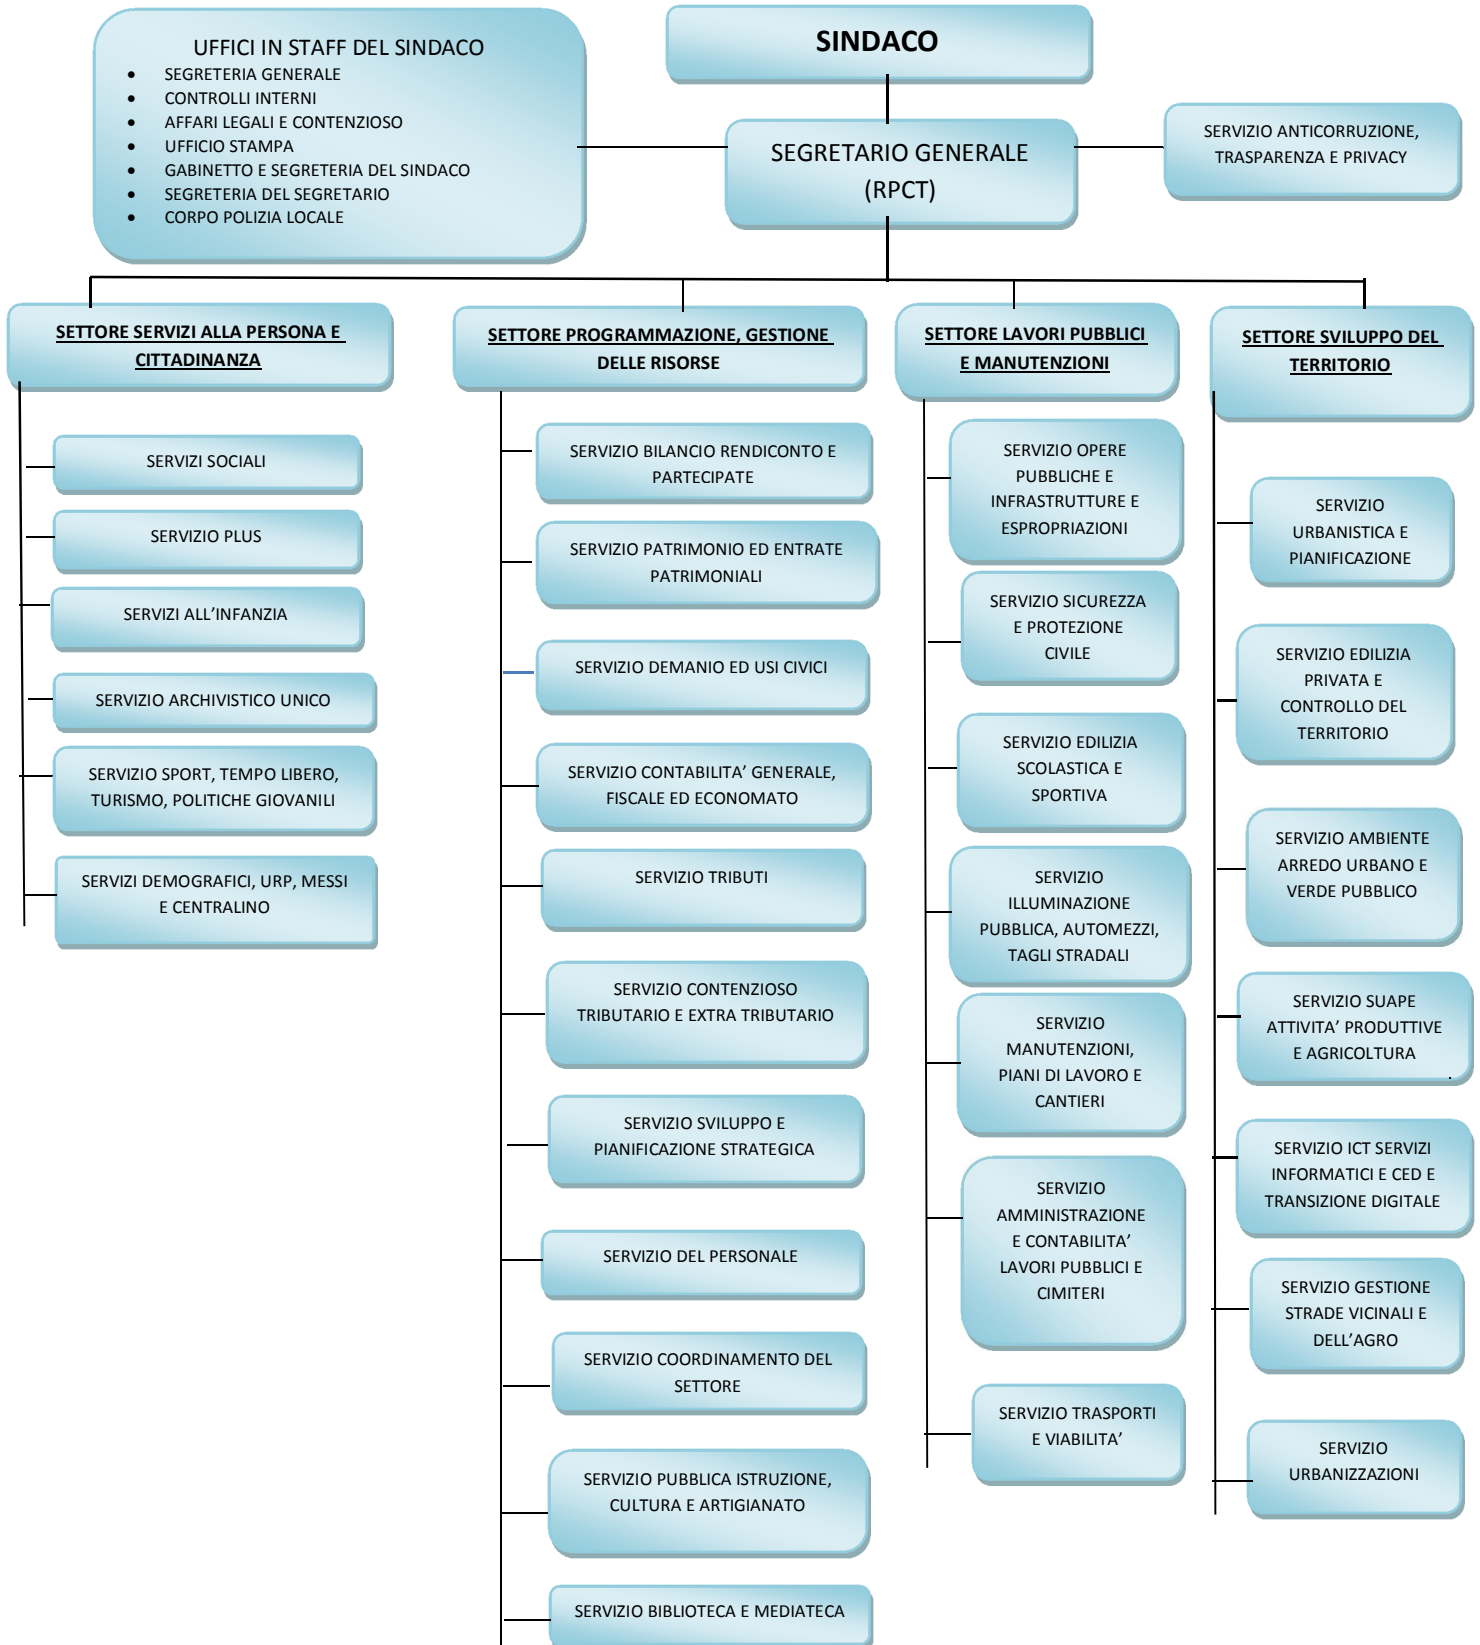 UFFICI IN STAFF DEL SINDACO
• SEGRETERIA GENERALE
• CONTROLLI INTERNI
• AFFARI LEGALI E CONTENZIOSO
• UFFICIO STAMPA
• GABINETTO E SEGRETERIA DEL SINDACO
• SEGRETERIA DEL SEGRETARIO
• CORPO POLIZIA LOCALE
SINDACO
SEGRETARIO GENERALE
(RPCT)
SERVIZIO ANTICORRUZIONE,
TRASPARENZA E PRIVACY
SETTORE SERVIZI ALLA PERSONA E
CITTADINANZA
SERVIZI SOCIALI
SERVIZIO PLUS
SERVIZI ALL’INFANZIA
SERVIZIO ARCHIVISTICO UNICO
SERVIZIO SPORT, TEMPO LIBERO,
TURISMO, POLITICHE GIOVANILI
SERVIZI DEMOGRAFICI, URP, MESSI
E CENTRALINO
SETTORE PROGRAMMAZIONE, GESTIONE
DELLE RISORSE
SERVIZIO BILANCIO RENDICONTO E
PARTECIPATE
SERVIZIO PATRIMONIO ED ENTRATE
PATRIMONIALI
SERVIZIO DEMANIO ED USI CIVICI
SERVIZIO CONTABILITA’ GENERALE,
FISCALE ED ECONOMATO
SERVIZIO TRIBUTI
SERVIZIO CONTENZIOSO
TRIBUTARIO E EXTRA TRIBUTARIO
SERVIZIO SVILUPPO E
PIANIFICAZIONE STRATEGICA
SERVIZIO DEL PERSONALE
SERVIZIO COORDINAMENTO DEL
SETTORE
SERVIZIO PUBBLICA ISTRUZIONE,
CULTURA E ARTIGIANATO
SERVIZIO BIBLIOTECA E MEDIATECA
SETTORE LAVORI PUBBLICI
E MANUTENZIONI
SERVIZIO OPERE
PUBBLICHE E
INFRASTRUTTURE E
ESPROPRIAZIONI
SERVIZIO SICUREZZA
E PROTEZIONE
CIVILE
SERVIZIO EDILIZIA
SCOLASTICA E
SPORTIVA
SERVIZIO
ILLUMINAZIONE
PUBBLICA, AUTOMEZZI,
TAGLI STRADALI
SERVIZIO
MANUTENZIONI,
PIANI DI LAVORO E
CANTIERI
SERVIZIO
AMMINISTRAZIONE
E CONTABILITA’
LAVORI PUBBLICI E
CIMITERI
SERVIZIO TRASPORTI
E VIABILITA’
SETTORE SVILUPPO DEL
TERRITORIO
SERVIZIO
URBANISTICA E
PIANIFICAZIONE
SERVIZIO EDILIZIA
PRIVATA E
CONTROLLO DEL
TERRITORIO
SERVIZIO AMBIENTE
ARREDO URBANO E
VERDE PUBBLICO
SERVIZIO SUAPE
ATTIVITA’ PRODUTTIVE
E AGRICOLTURA
.
SERVIZIO ICT SERVIZI
INFORMATICI E CED E
TRANSIZIONE DIGITALE
SERVIZIO GESTIONE
STRADE VICINALI E
DELL’AGRO
SERVIZIO
URBANIZZAZIONI